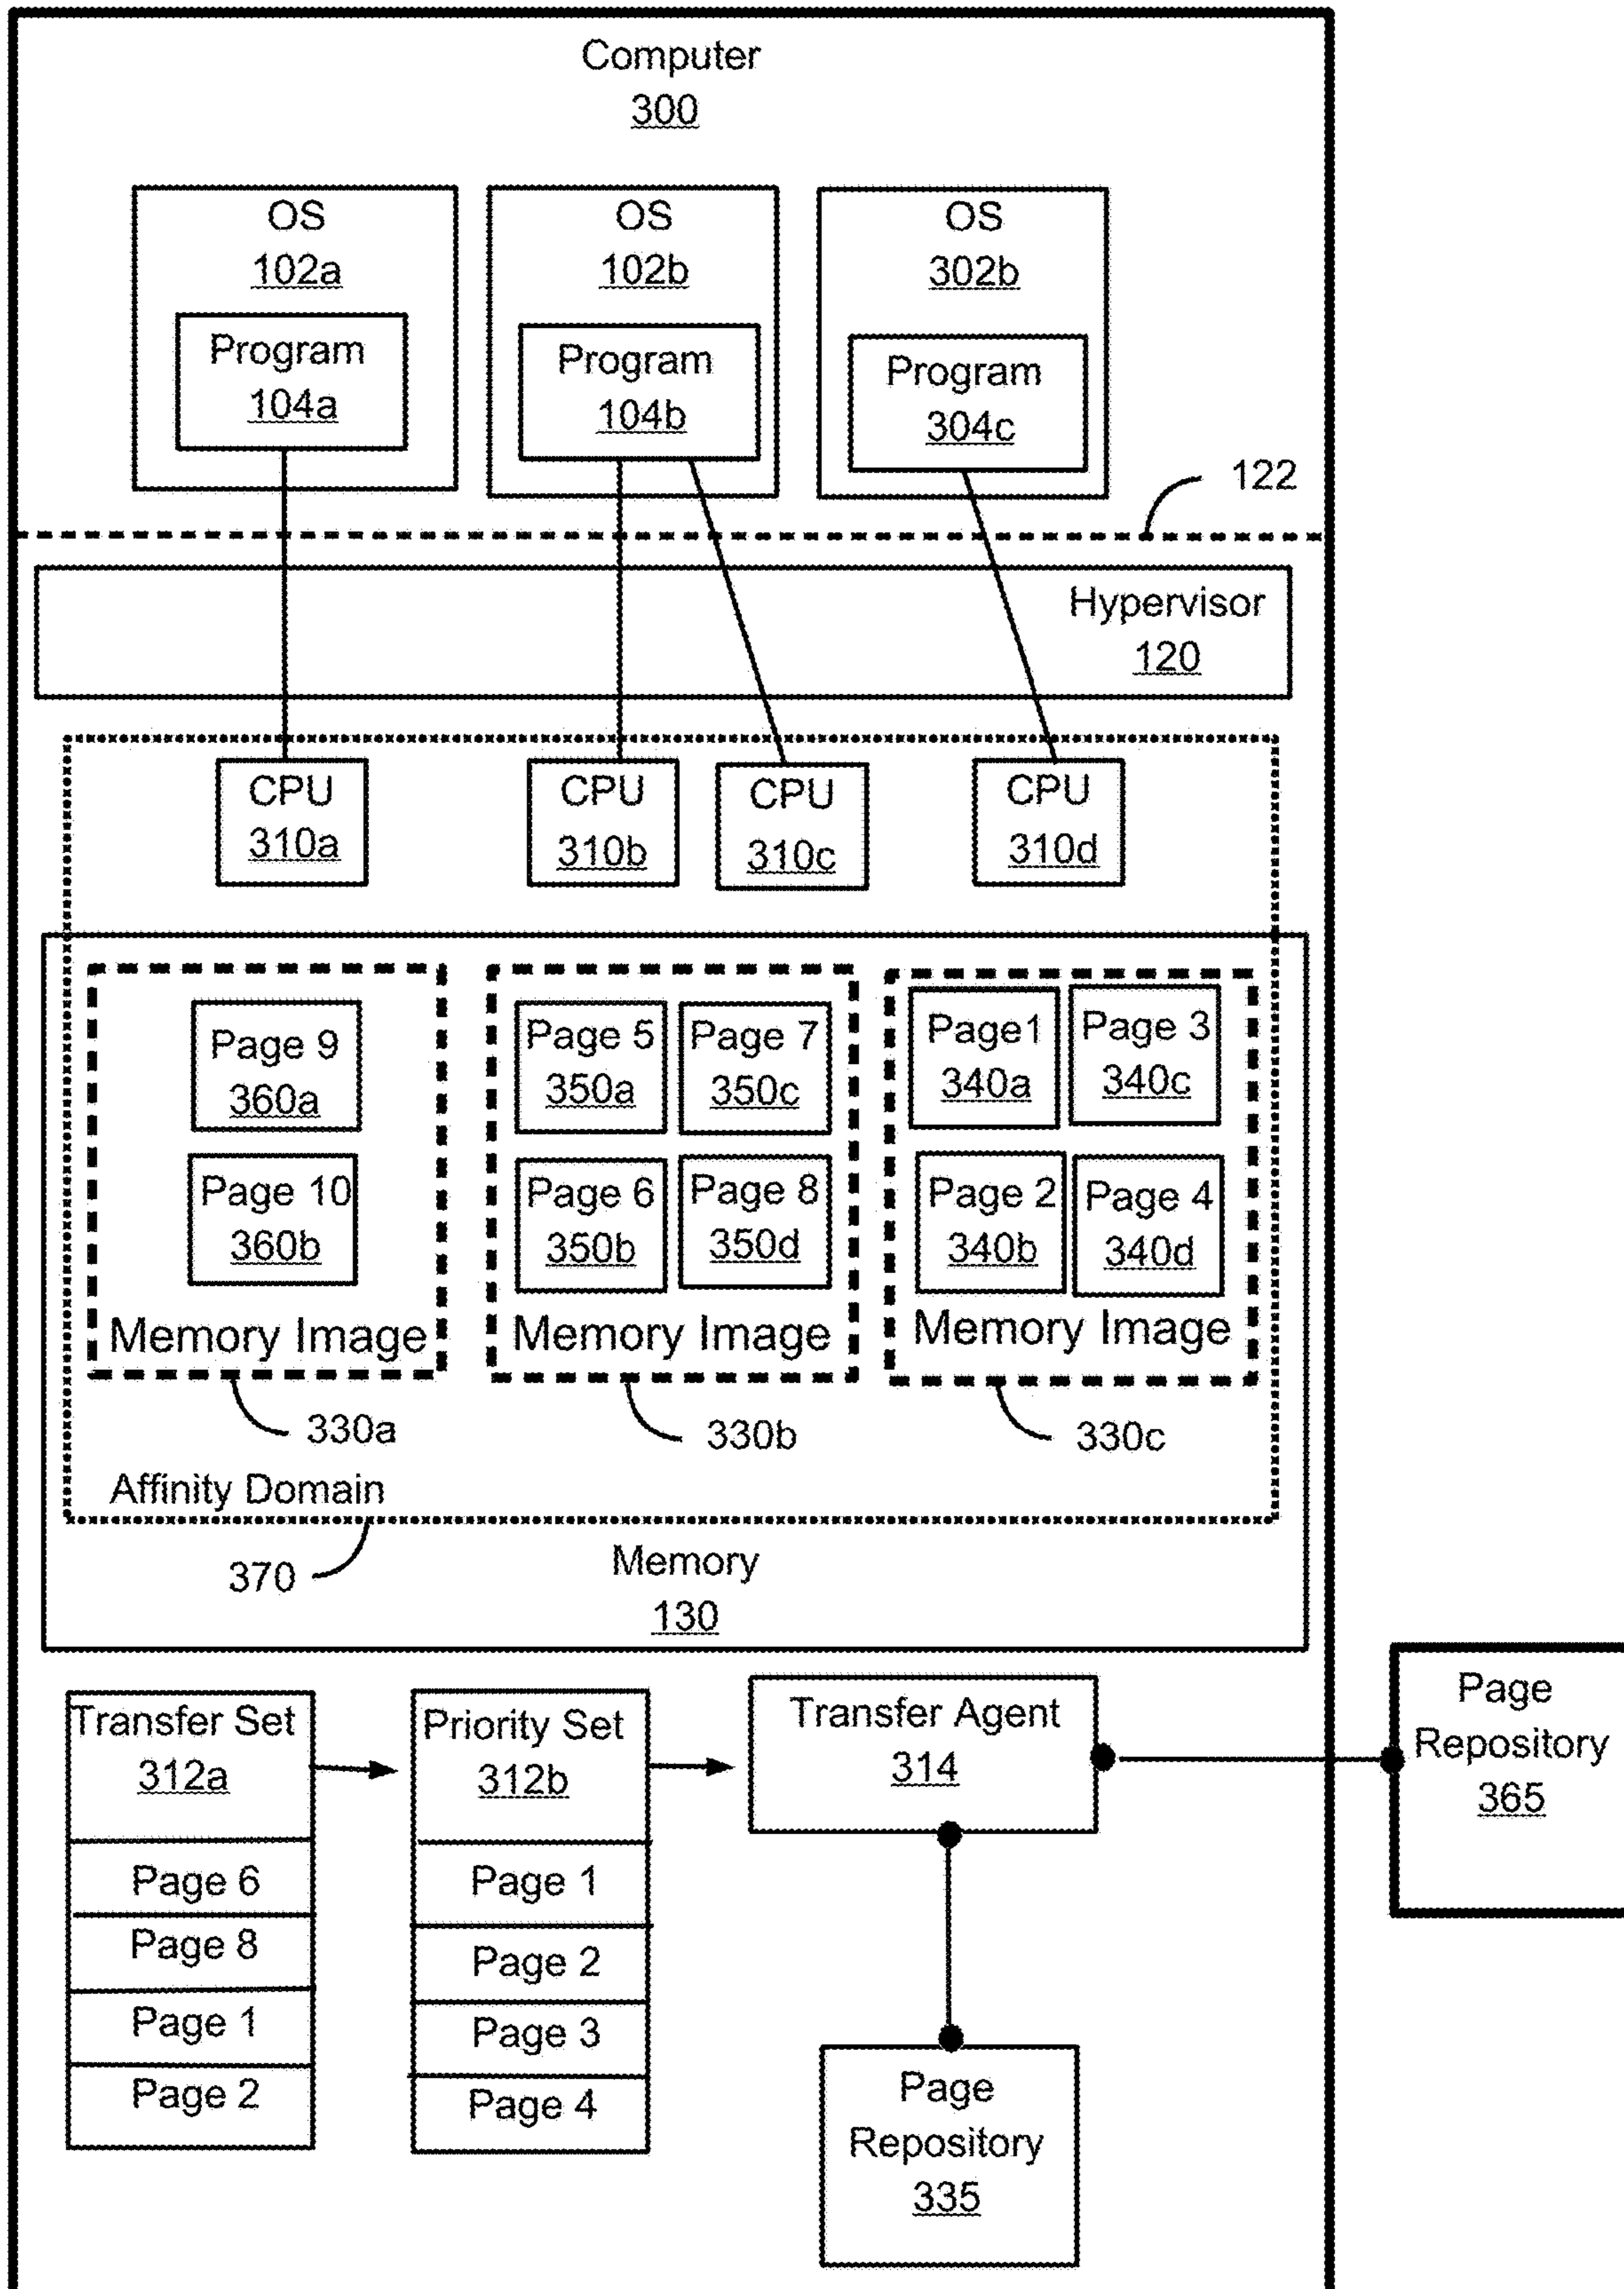 Computer
300
OS
102a
Program
104a
OS
102b
Program
104b
OS
302b
Program
304c
122
Hypervisor
120
CPU
310a
CPU
310b
CPU
310c
CPU
310d
Page 9
360a
Page 10
360b
Memory Image
330a
Page 5
350a
Page 7
350c
Page 6
350b
Page 8
350d
Memory Image
330b
Page1
340a
Page 3
340c
Page 2
340b
Page 4
340d
Memory Image
330c
Affinity Domain
370
Memory
130
Transfer Set
312a
Page 6
Page 8
Page 1
Page 2
Priority Set
312b
Page 1
Page 2
Page 3
Page 4
Transfer Agent
314
Page
Repository
335
Page
Repository
365